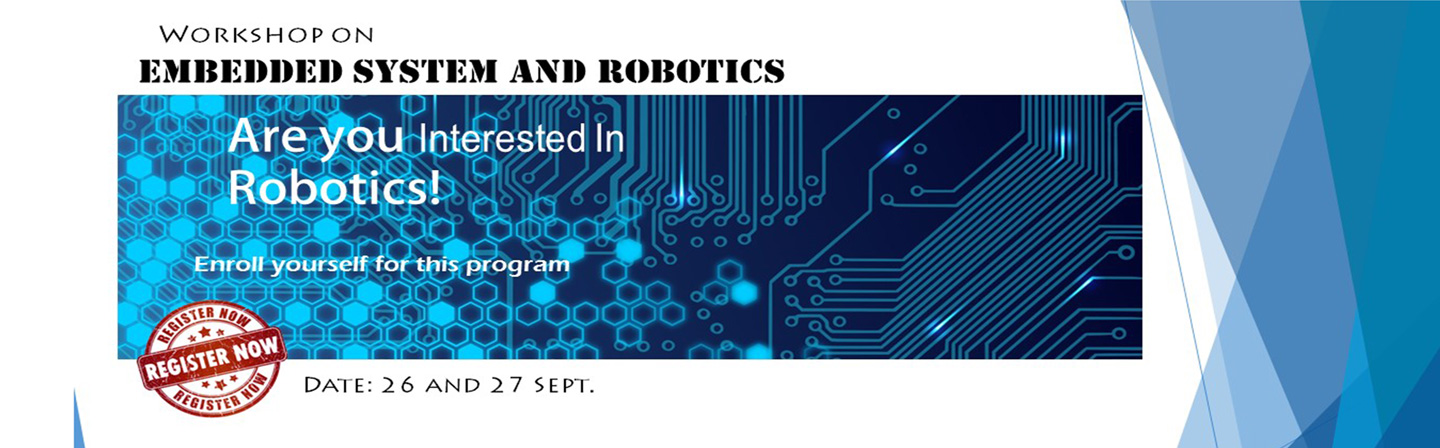 WORKSHOP ON
EMBEDDED SYSTEM AND ROBOTICS
Are you Interested In
Robotics!
Enroll yourself for this program
REGISTER NOW
REGISTER NOW
REGISTER NOW
DATE: 26 AND 27 SEPT.